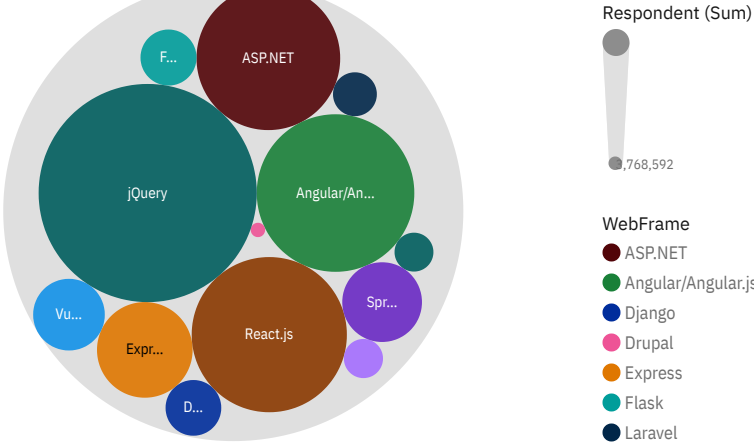 F...
ASP.NET
jQuery
Angular/An...
Vu...
Expr...
React.js
Spr...
D...
Respondent (Sum)
3,768,592
WebFrame
ASP.NET
Angular/Angular.js
Django
Drupal
Express
Flask
Laravel